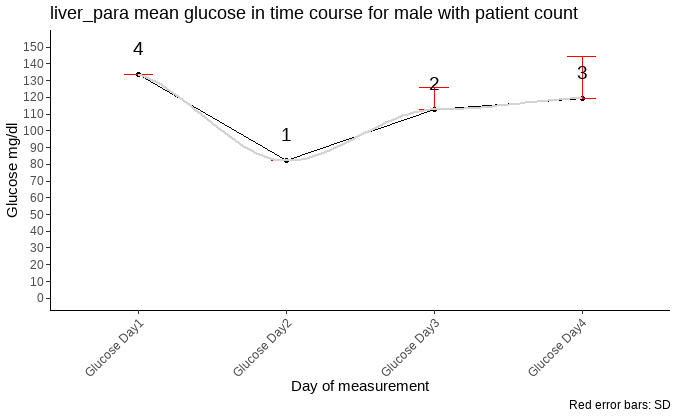 liver_para mean glucose in time course for male with patient count
Glucose mg/dl
150
140
130
120
110
100
90
80
70
60
50
40
30
20
10
0
4
1
2
3
Glucose Day1
Glucose Day2
Glucose Day3
Glucose Day4
Day of measurement
Red error bars: SD